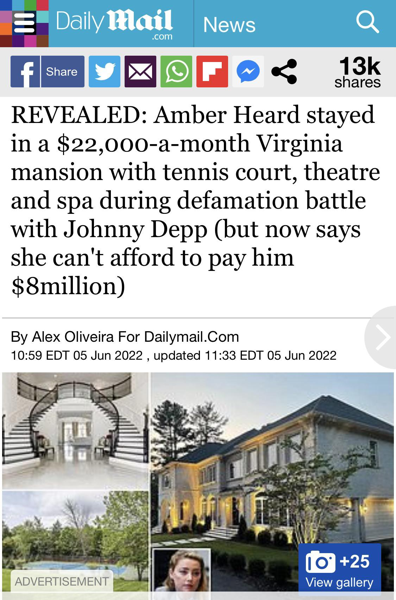 Daily Mail
.com
News
Share
13k
shares
REVEALED: Amber Heard stayed
in a $22,000-a-month Virginia
mansion with tennis court, theatre
and spa during defamation battle
with Johnny Depp (but now says
she can't afford to pay him
$8million)
By Alex Oliveira For Dailymail.Com
10:59 EDT 05 Jun 2022 , updated 11:33 EDT 05 Jun 2022
+25
View gallery
ADVERTISEMENT